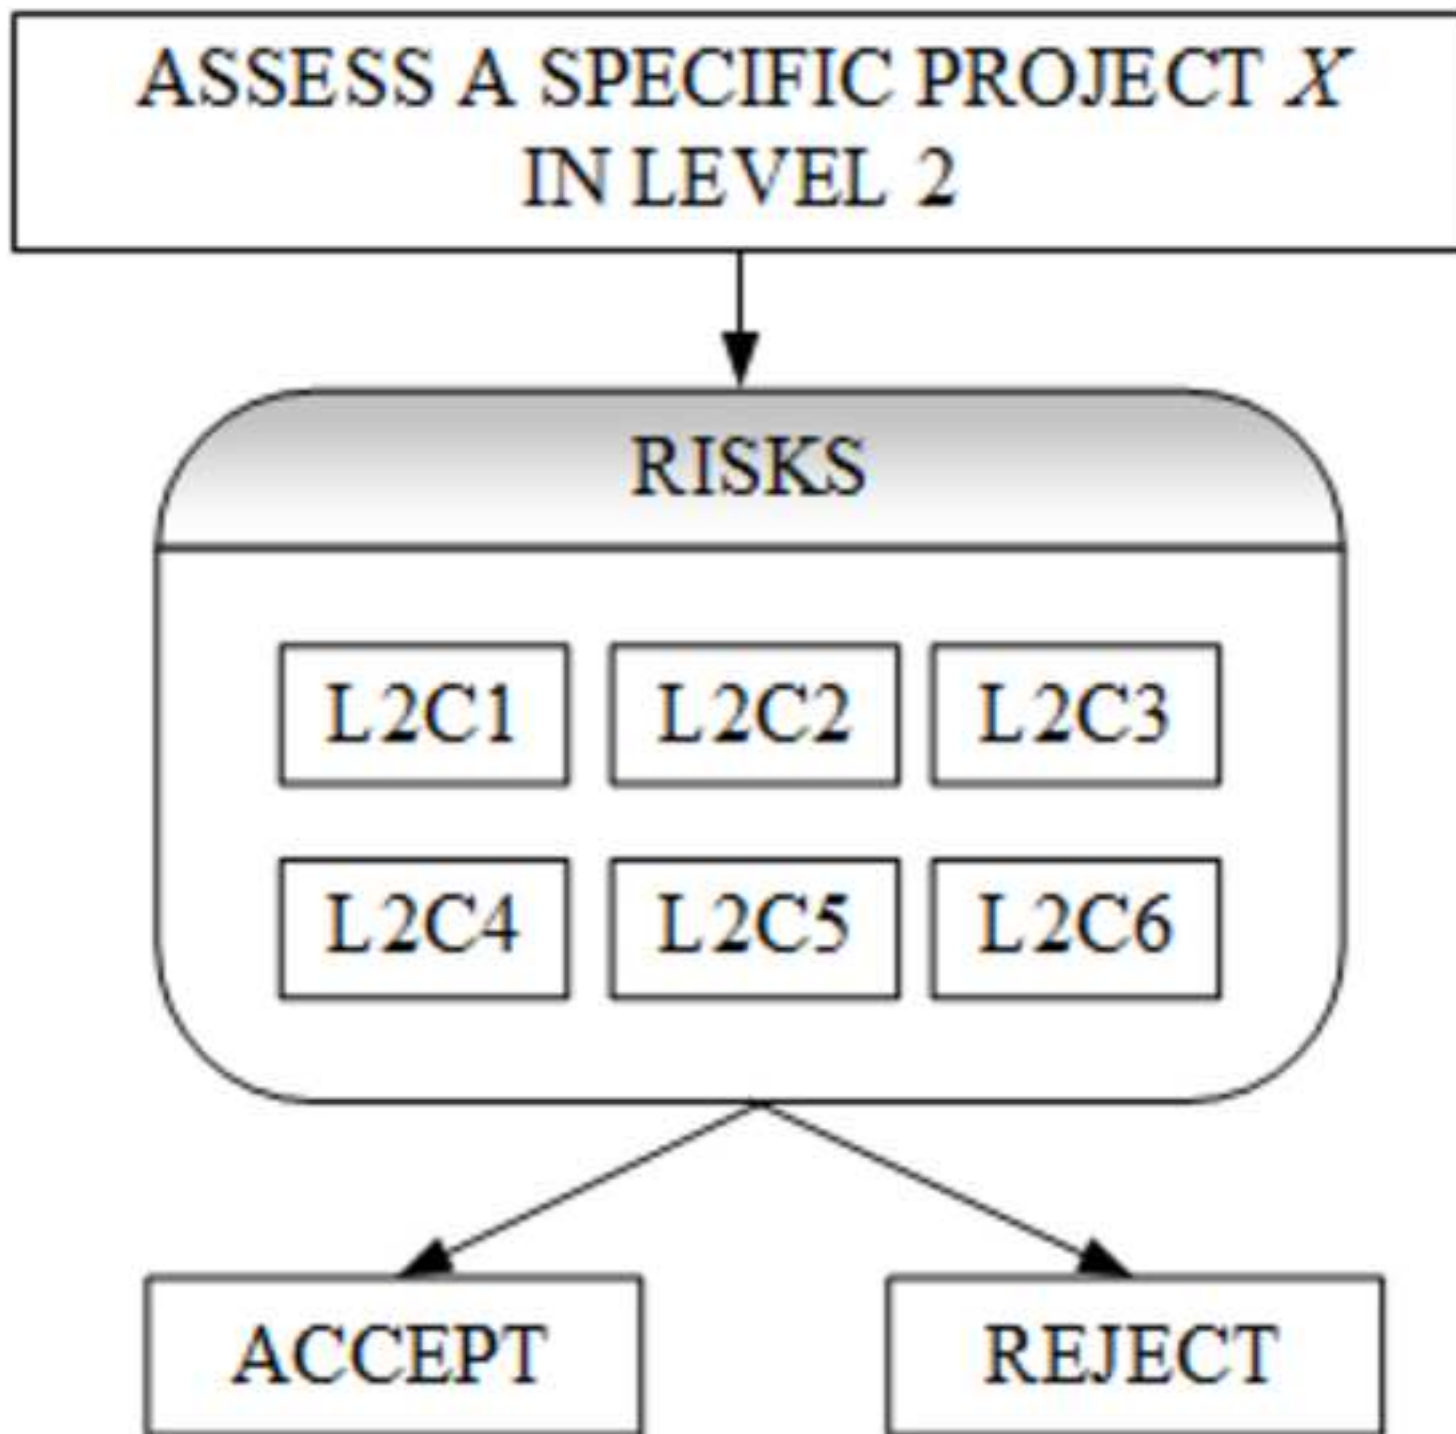 ASSESS A SPECIFIC PROJECT X
IN LEVEL 2
RISKS
L2C1 L2C2 L2C3
L2C4 L2C5 L2C6
ACCEPT REJECT